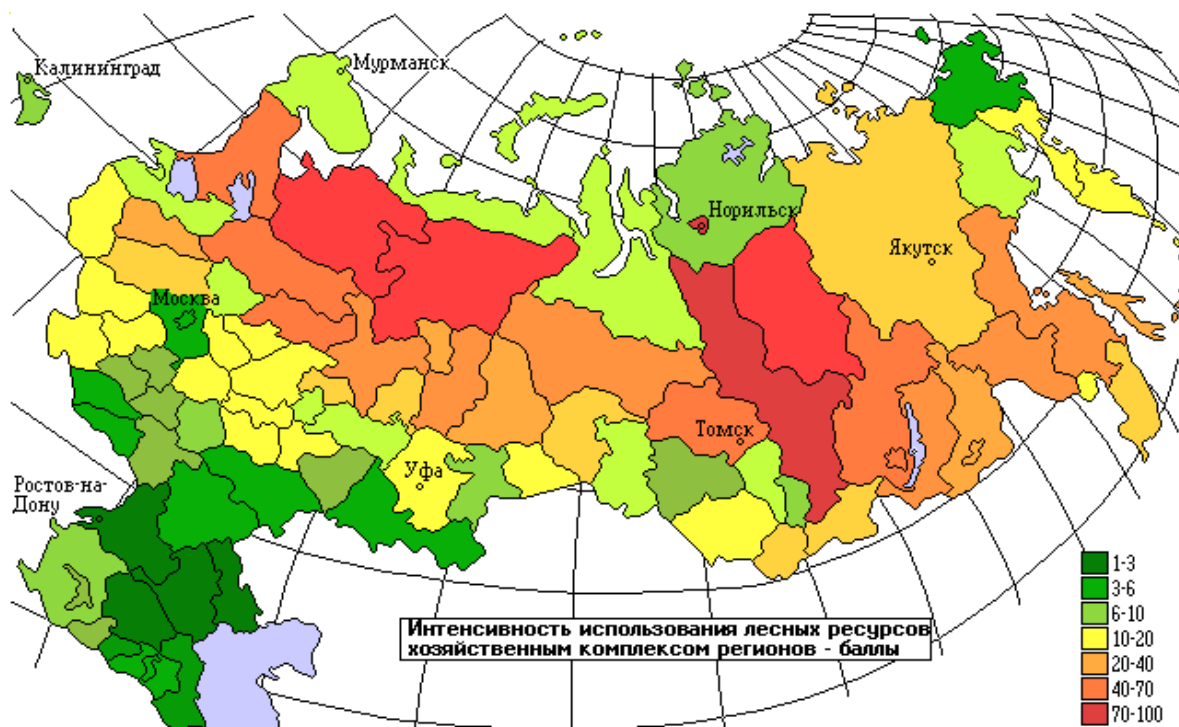 Калининград
Мурманск
Норильск
Якутск
Москва
Томск
Уфа
Ростов-на-
Дону
Интенсивность использования лесных ресурсов
хозяйственным комплексом регионов - баллы
1-3
3-6
6-10
10-20
20-40
40-70
70-100